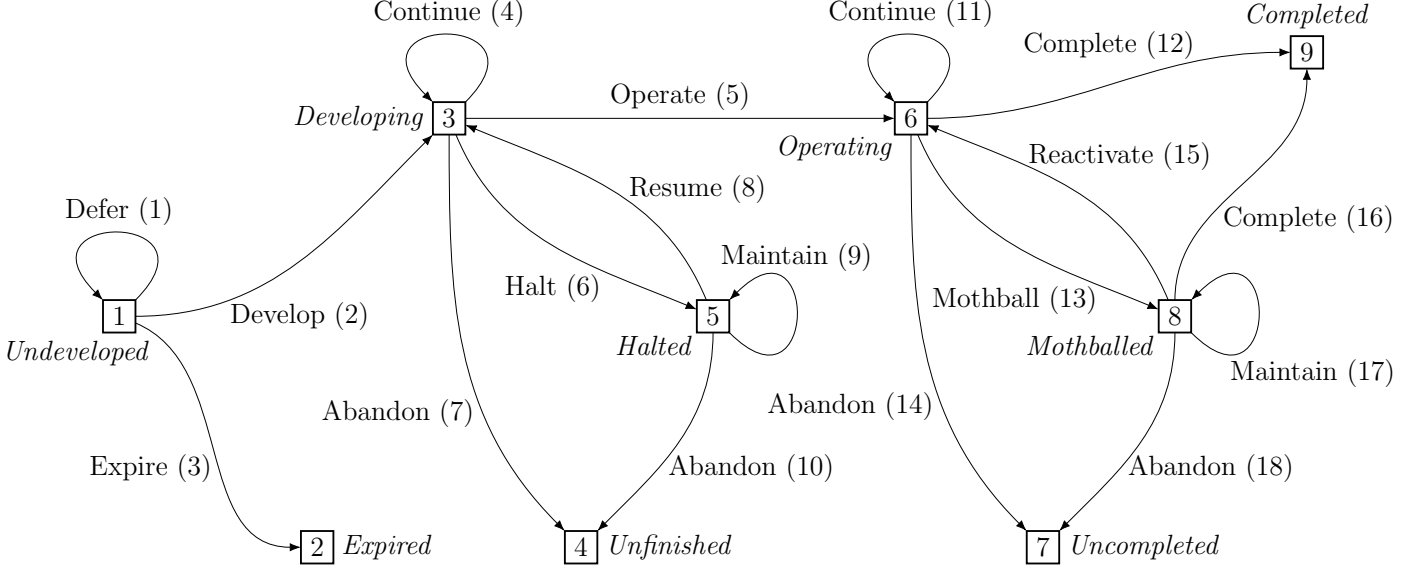 Continue (4)
Continue (11)
Completed
Complete (12)
9
Operate (5)
Developing
3
6
Operating
Reactivate (15)
Resume (8)
Defer (1)
Complete (16)
Maintain (9)
Halt (6)
Mothball (13)
Develop (2)
1
5
8
Undeveloped
Halted
Mothballed
Maintain (17)
Abandon (7)
Abandon (14)
Expire (3)
Abandon (10)
Abandon (18)
2
Expired
4
Unfinished
7
Uncompleted